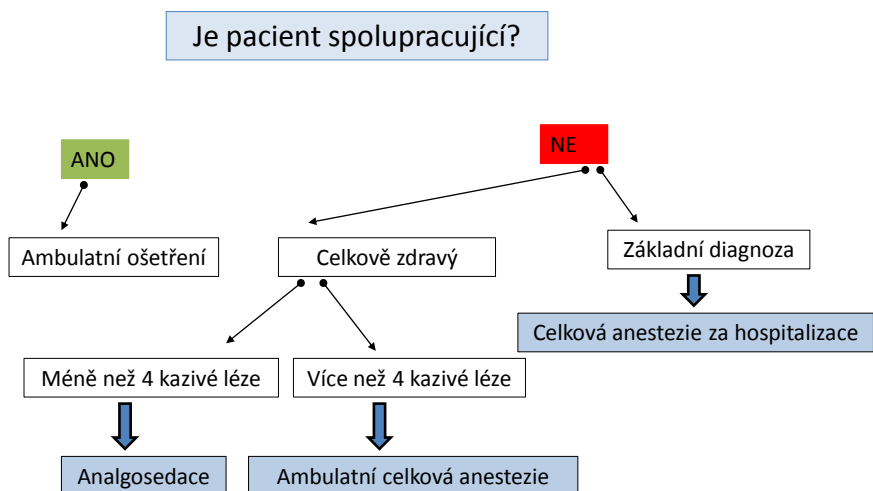 Je pacient spolupracující?
NE
ANO
Ambulatní ošetření
Celkově zdravý
Základní diagnoza
Celková anestezie za hospitalizace
Méně než 4 kazivé léze
Více než 4 kazivé léze
Analgosedace
Ambulatní celková anestezie